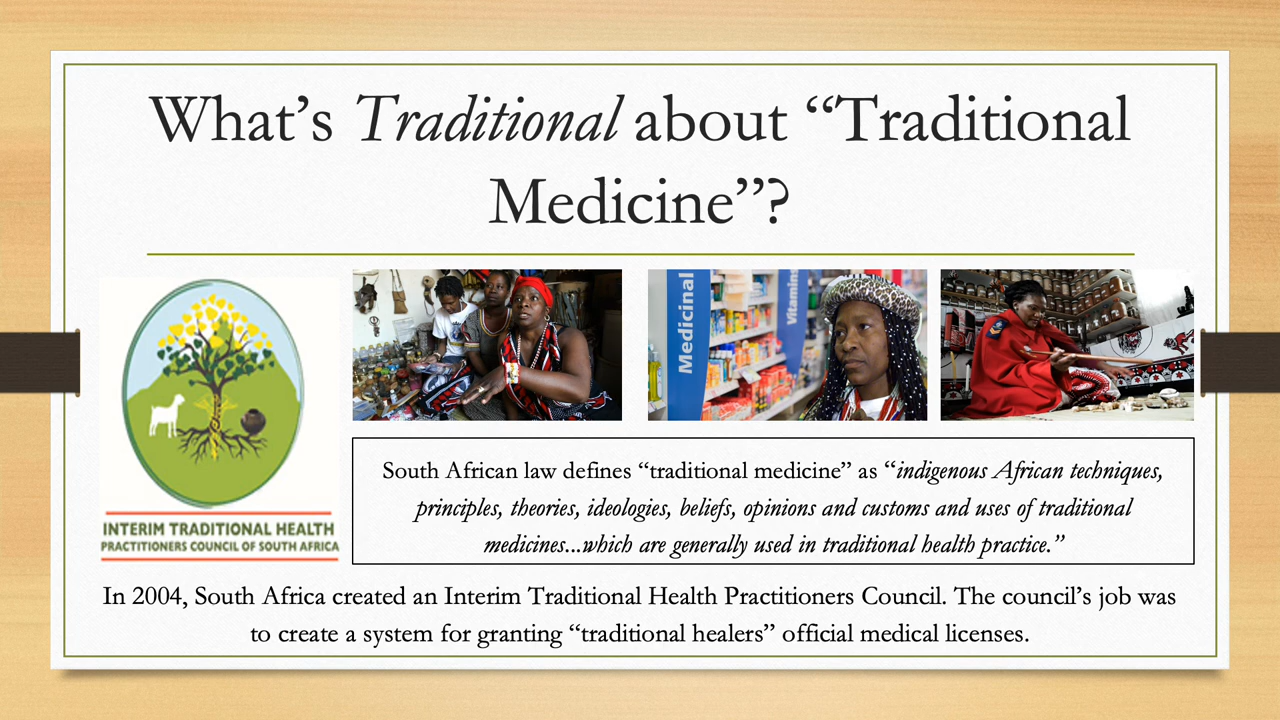 What’s Traditional about “Traditional
Medicine”?
Medicinal
Vitamins
INTERIM TRADITIONAL HEALTH
PRACTITIONERS COUNCIL OF SOUTH AFRICA
South African law defines “traditional medicine” as “indigenous African techniques,
principles, theories, ideologies, beliefs, opinions and customs and uses of traditional
medicines...which are generally used in traditional health practice.”
In 2004, South Africa created an Interim Traditional Health Practitioners Council. The council’s job was
to create a system for granting “traditional healers” official medical licenses.